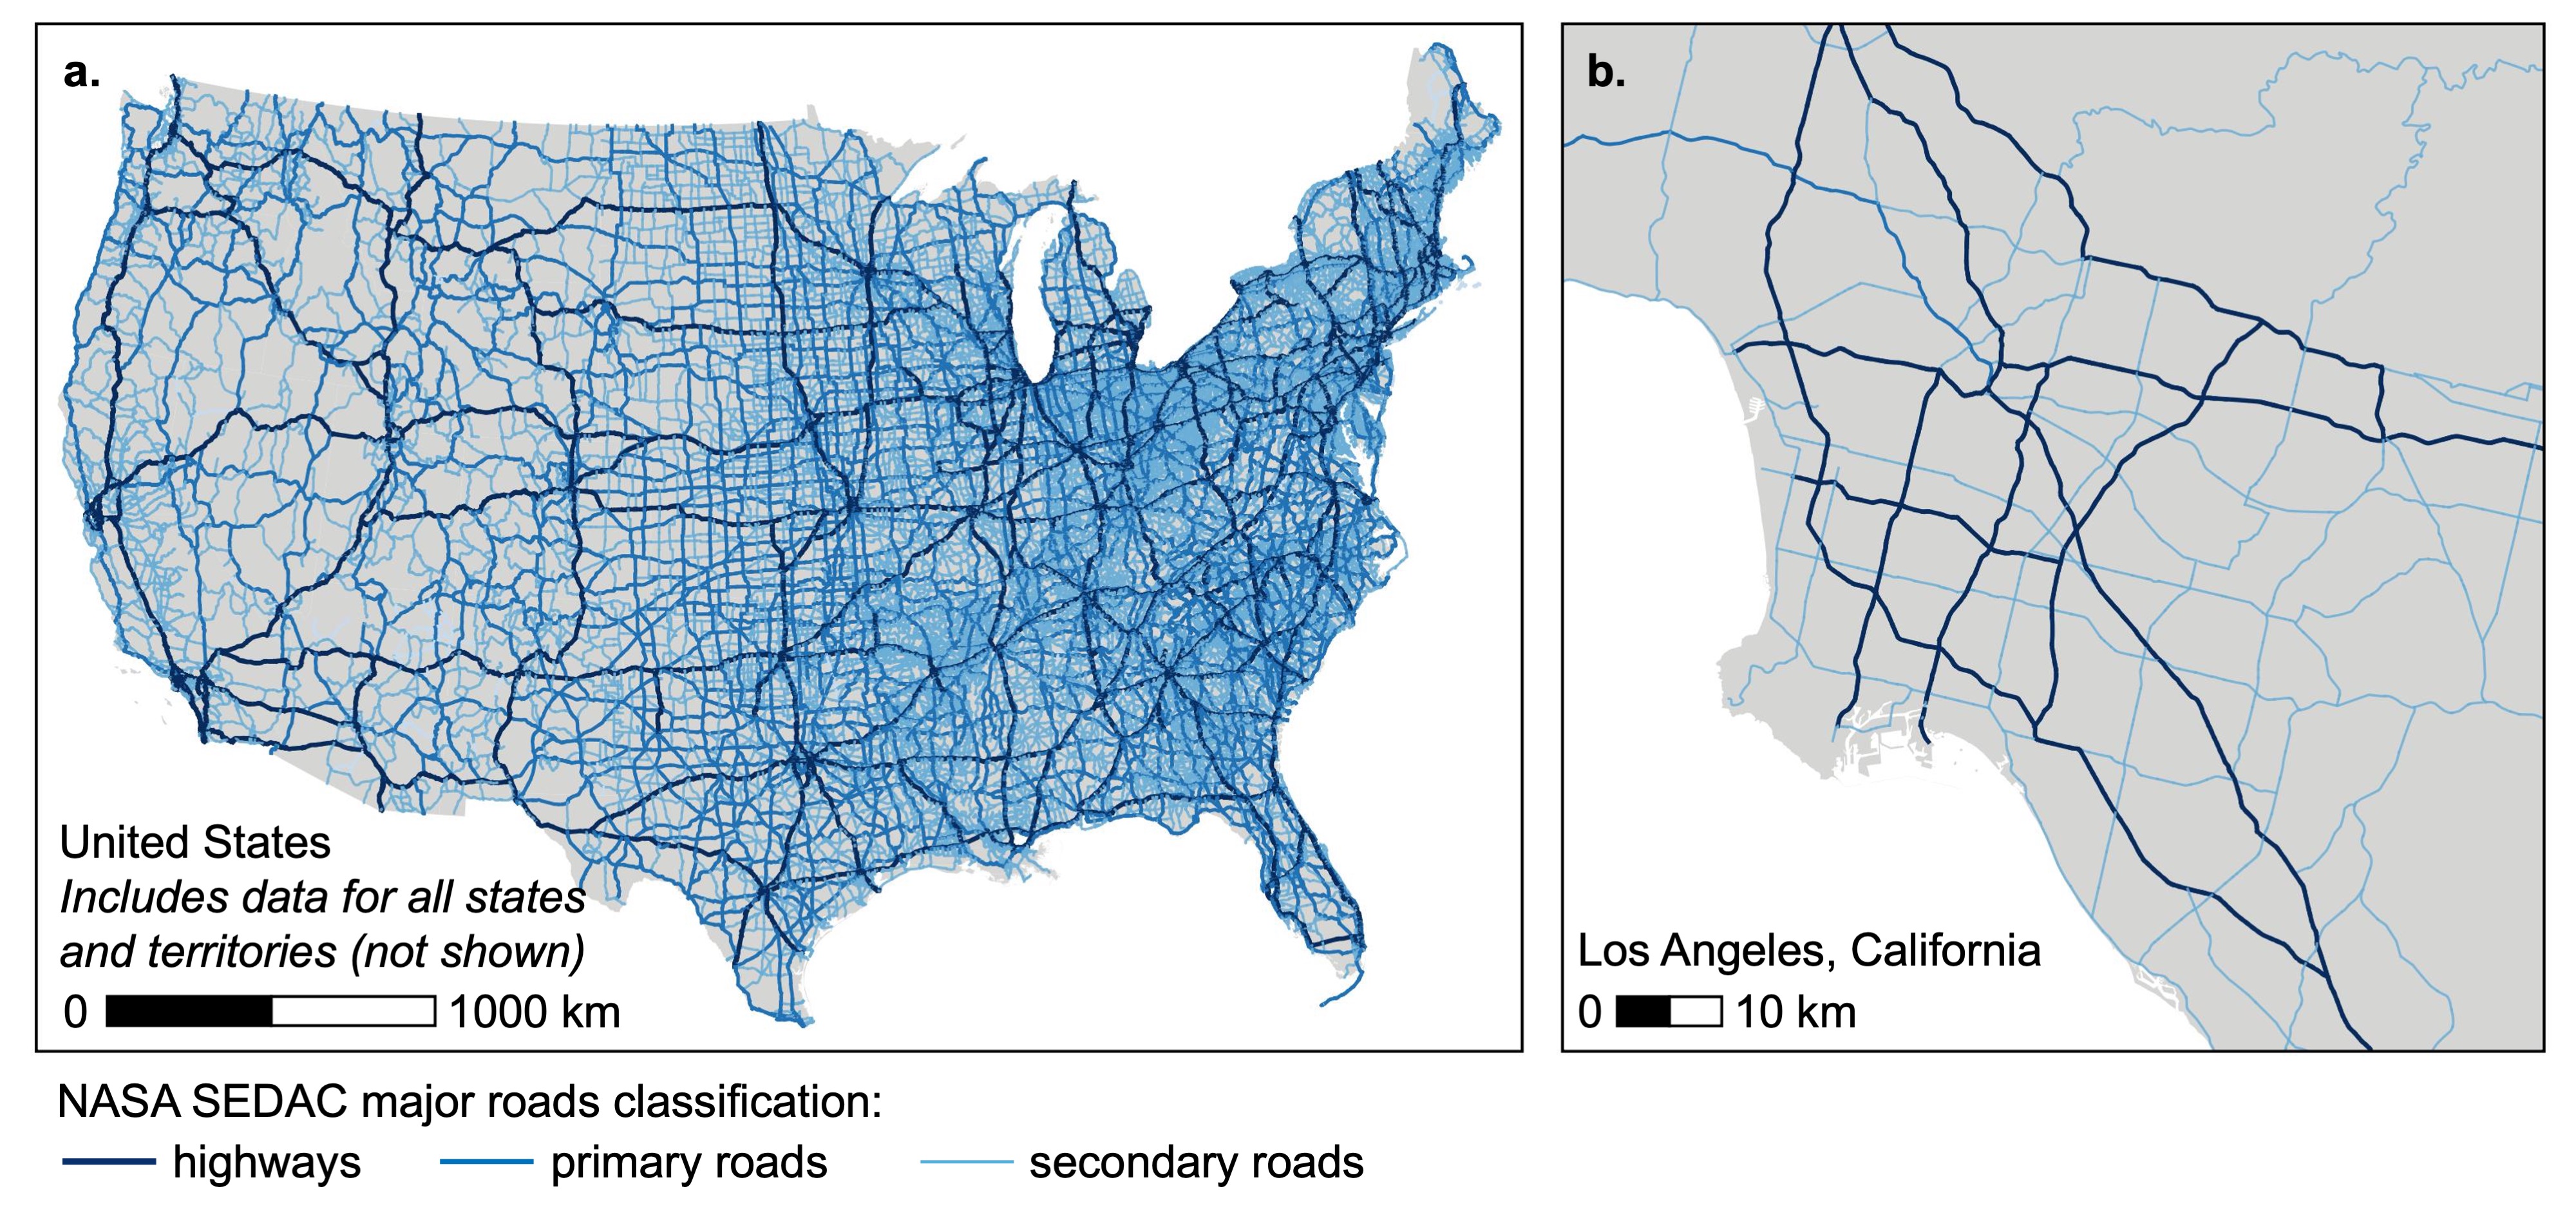 a.
United States
Includes data for all states
and territories (not shown)
0 1000 km
b.
Los Angeles, California
0 10 km
NASA SEDAC major roads classification:
highways primary roads secondary roads